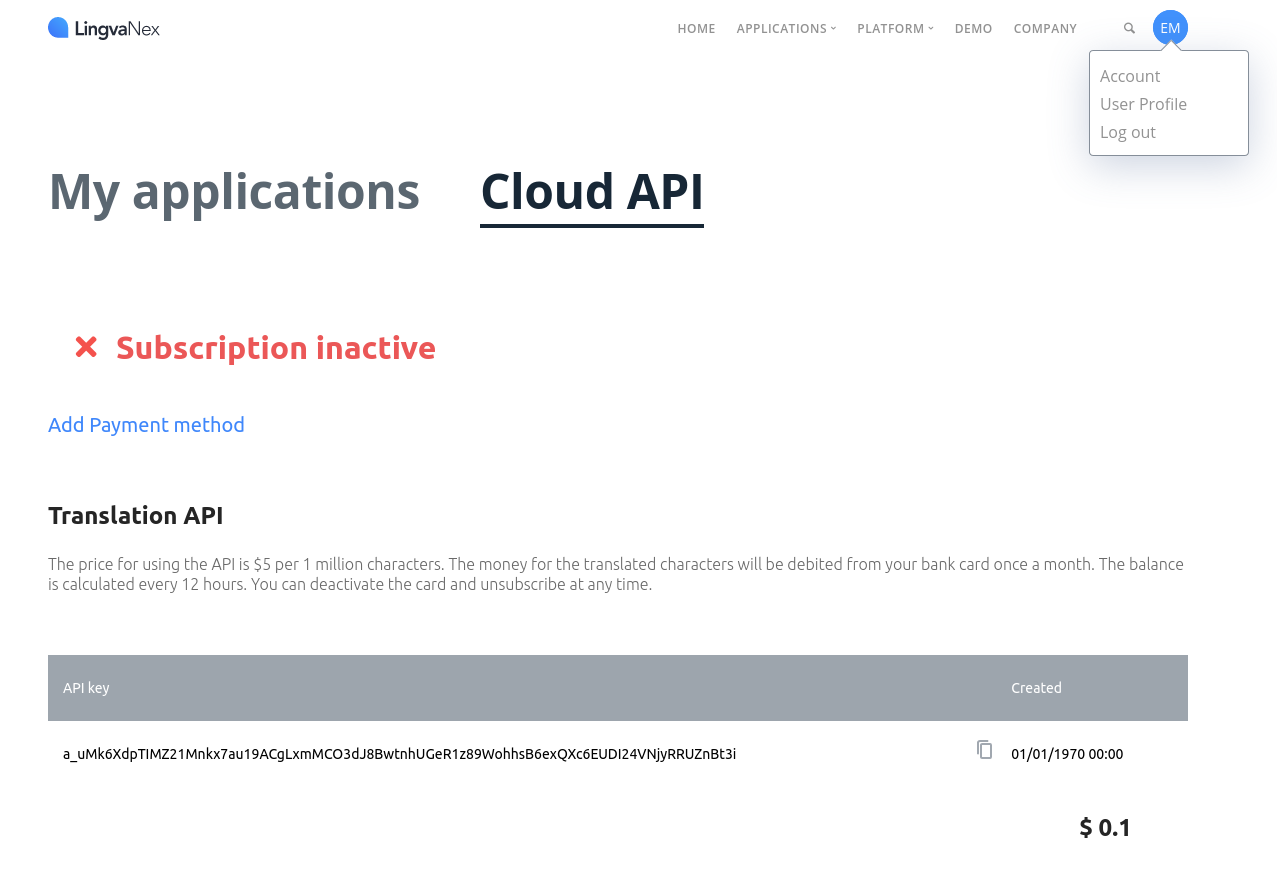 LingvaNex
HOME APPLICATIONS PLATFORM DEMO COMPANY
EM
Account
User Profile
Log out
My applications Cloud API
Subscription inactive
Add Payment method
Translation API
The price for using the API is $5 per 1 million characters. The money for the translated characters will be debited from your bank card once a month. The balance
is calculated every 12 hours. You can deactivate the card and unsubscribe at any time.
API key Created
a_uMk6XdpTIMZ21Mnkx7au19ACgLxmMCO3dJ8BwtnhUGeR1z89WohhsB6exQXc6EUDI24VNjyRRUZnBt3i 01/01/1970 00:00
$ 0.1